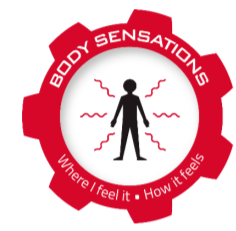 BODY SENSATIONS
Where I feel it ▪ How it feels